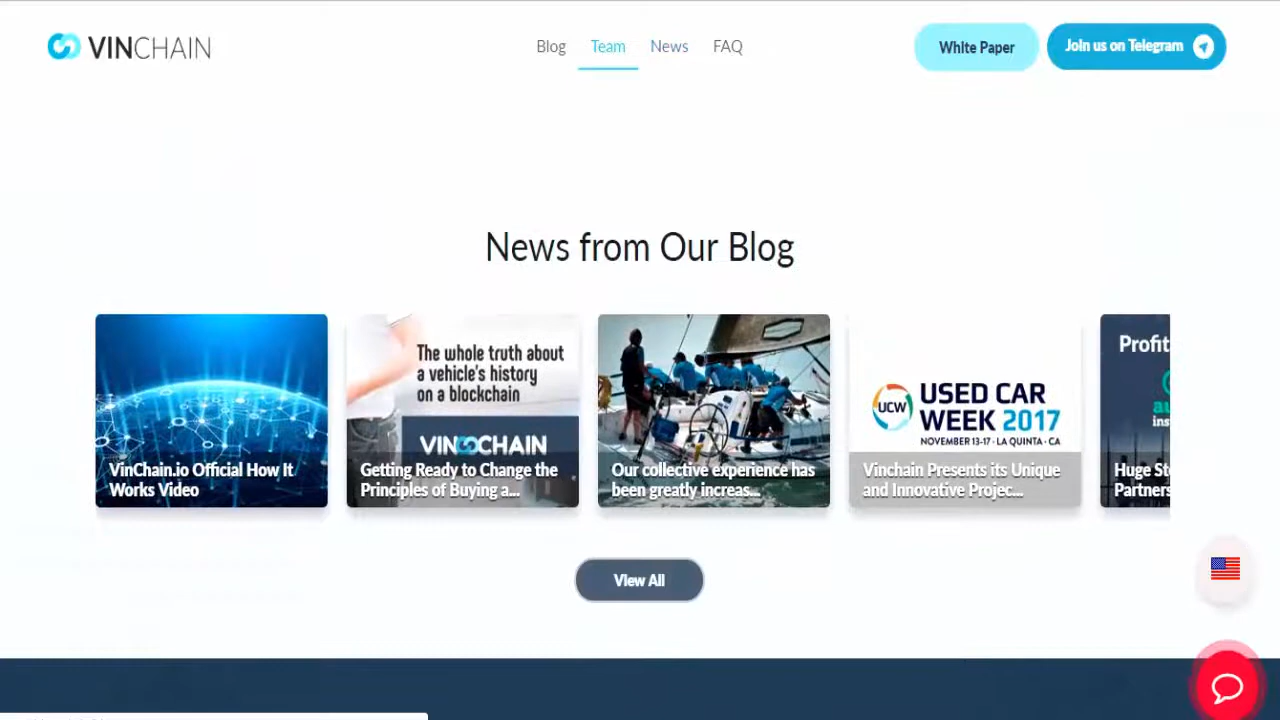 VINCHAIN
Blog
Team
News
FAQ
White Paper
Join us on Telegram
News from Our Blog
VinChain.io Official How It
Works Video
The whole truth about
a vehicle's history
on a blockchain
VINCHAIN
Getting Ready to Change the
Principles of Buying a...
Our collective experience has
been greatly increas...
UCW
USED CAR
WEEK 2017
NOVEMBER 13-17 · LA QUINTA · CA
Vinchain Presents its Unique
and Innovative Projec...
Profit
au
ins
Huge St
Partners
View All